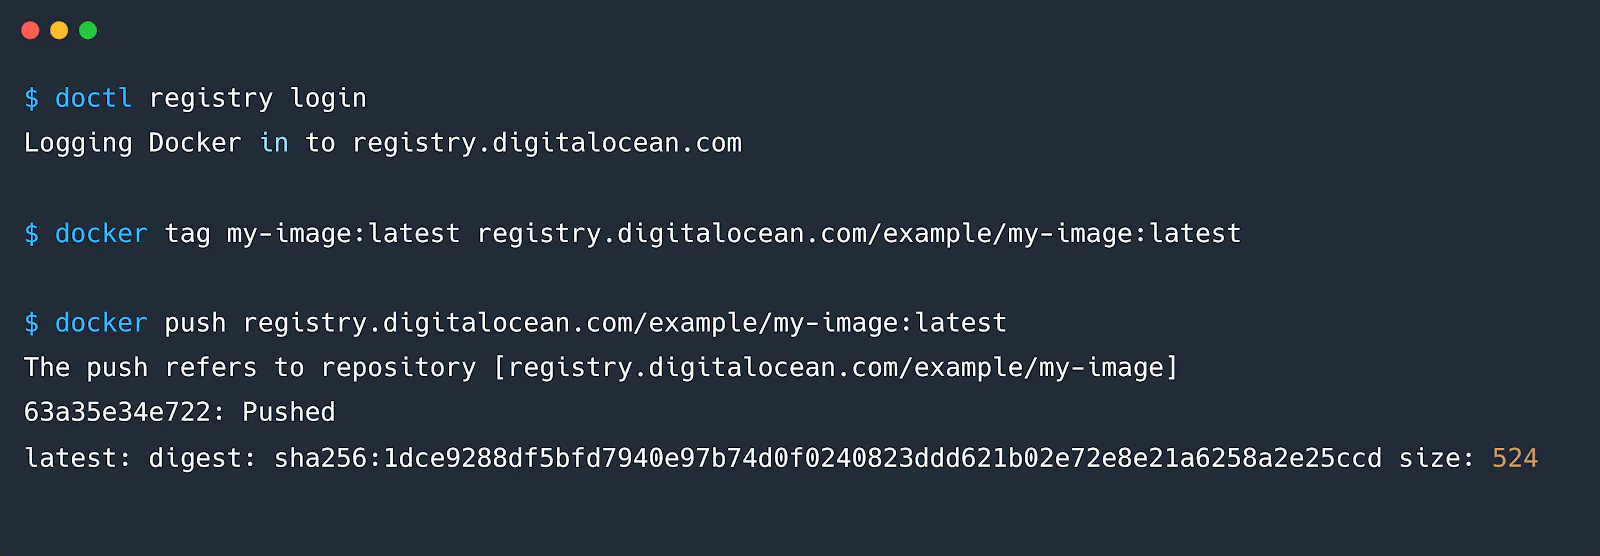 $ doctl registry login
Logging Docker in to registry.digitalocean.com
$ docker tag my-image:latest registry.digitalocean.com/example/my-image:latest
$ docker push registry.digitalocean.com/example/my-image:latest
The push refers to repository [registry.digitalocean.com/example/my-image]
63a35e34e722: Pushed
latest: digest: sha256:1dce9288df5bfd7940e97b74d0f0240823ddd621b02e72e8e21a6258a2e25ccd size: 524